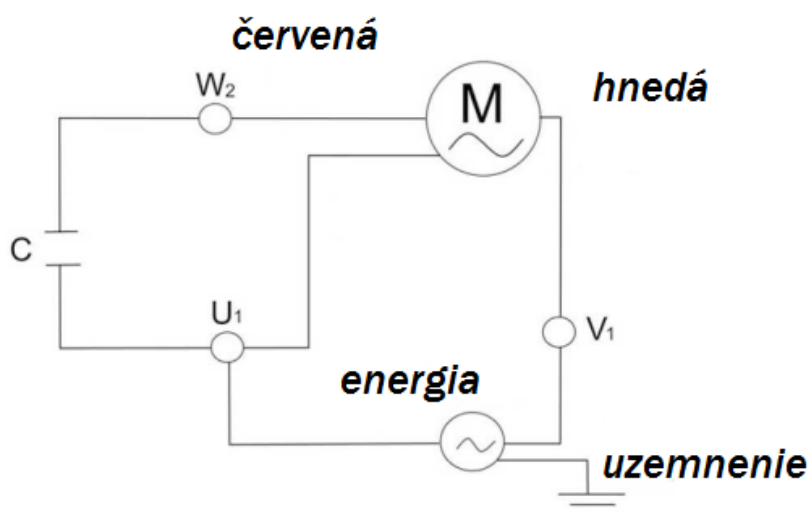 červená
W₂
M
hnedá
C
U₁
V₁
energia
uzemnenie